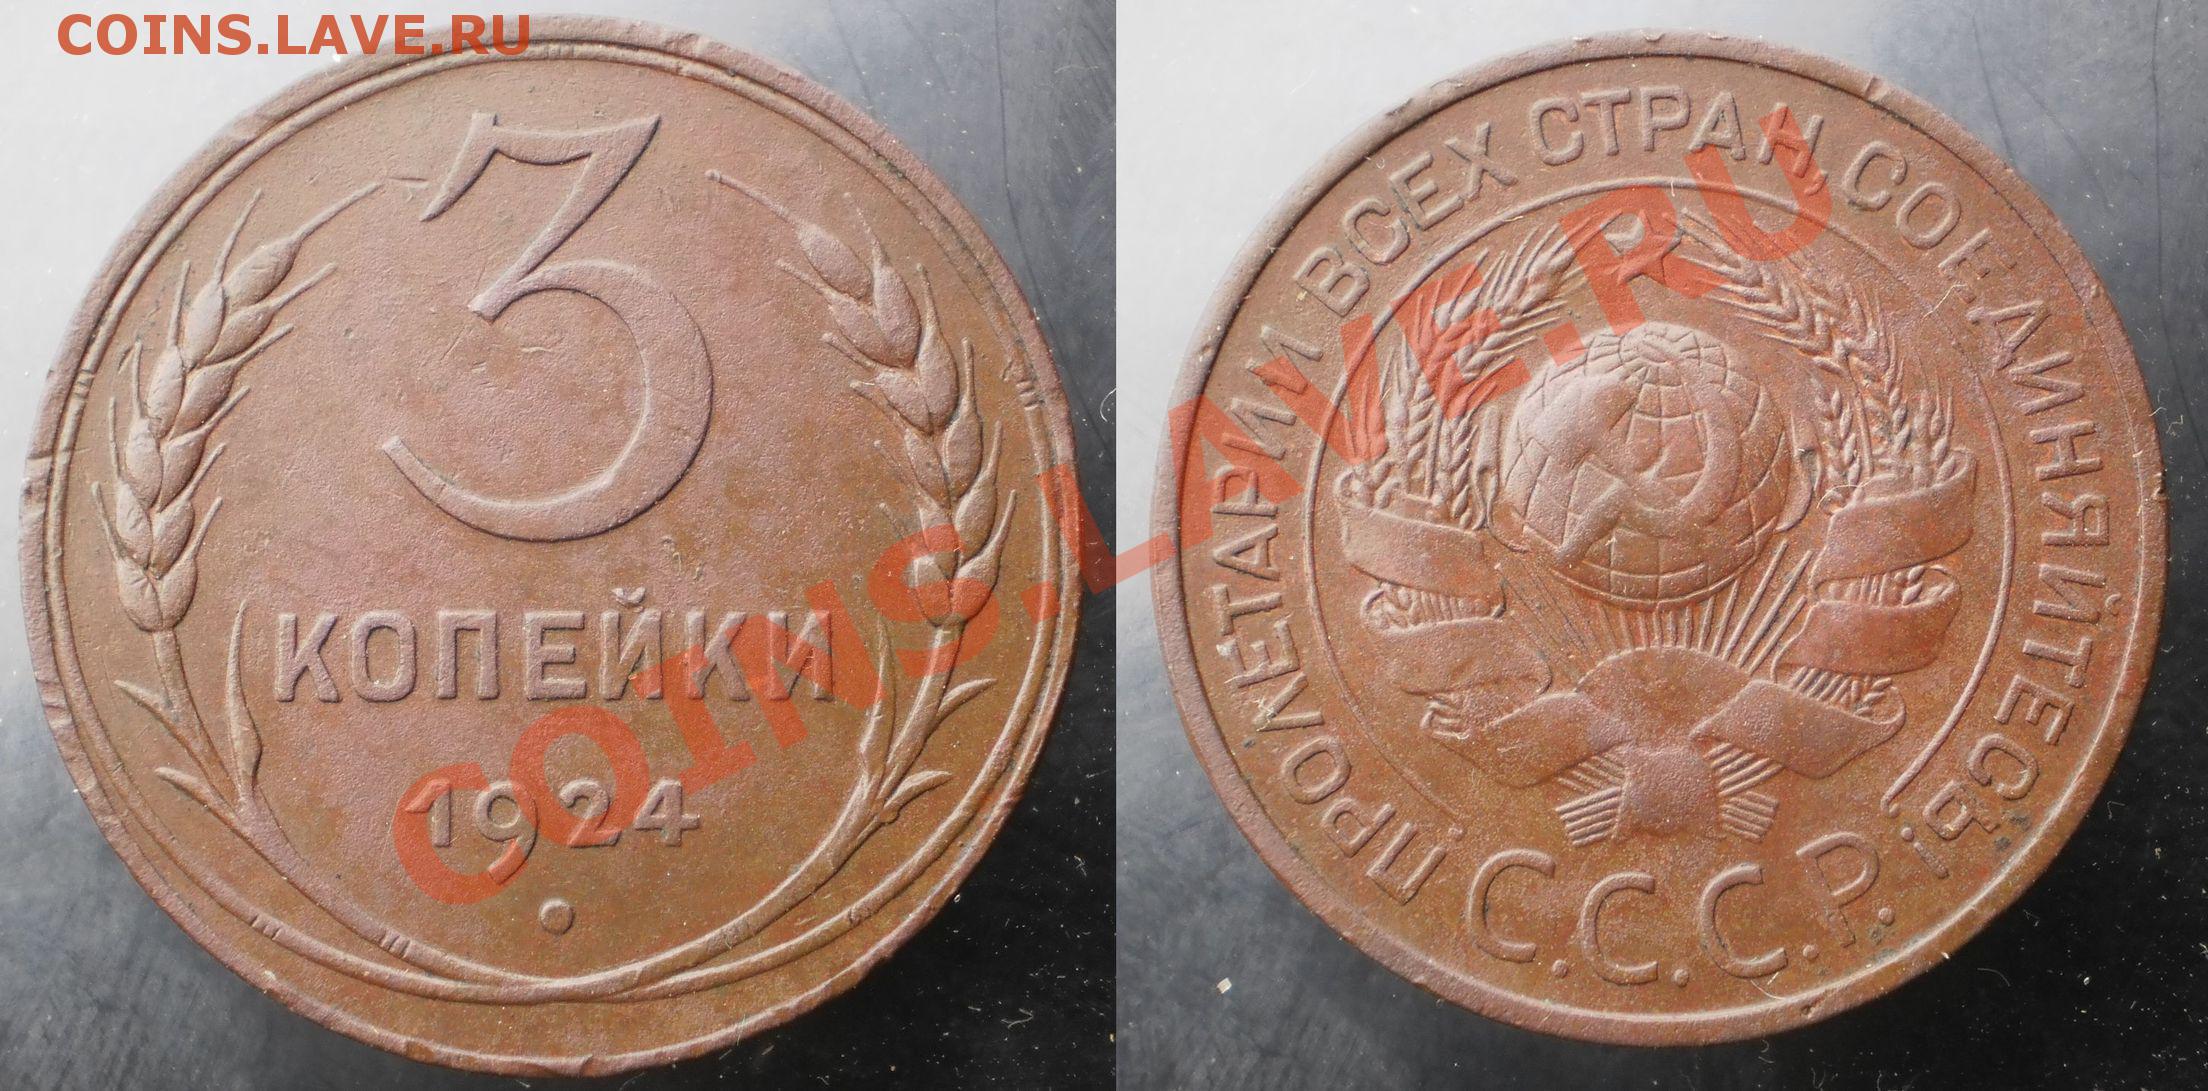 COINS.LAVE.RU
3
КОПЕЙКИ
1924
ПРОЛЕТАРИИ ВСЕХ СТРАН, СОЕДИНЯЙТЕСЬ!
С.С.С.Р.
COINS.LAVE.RU